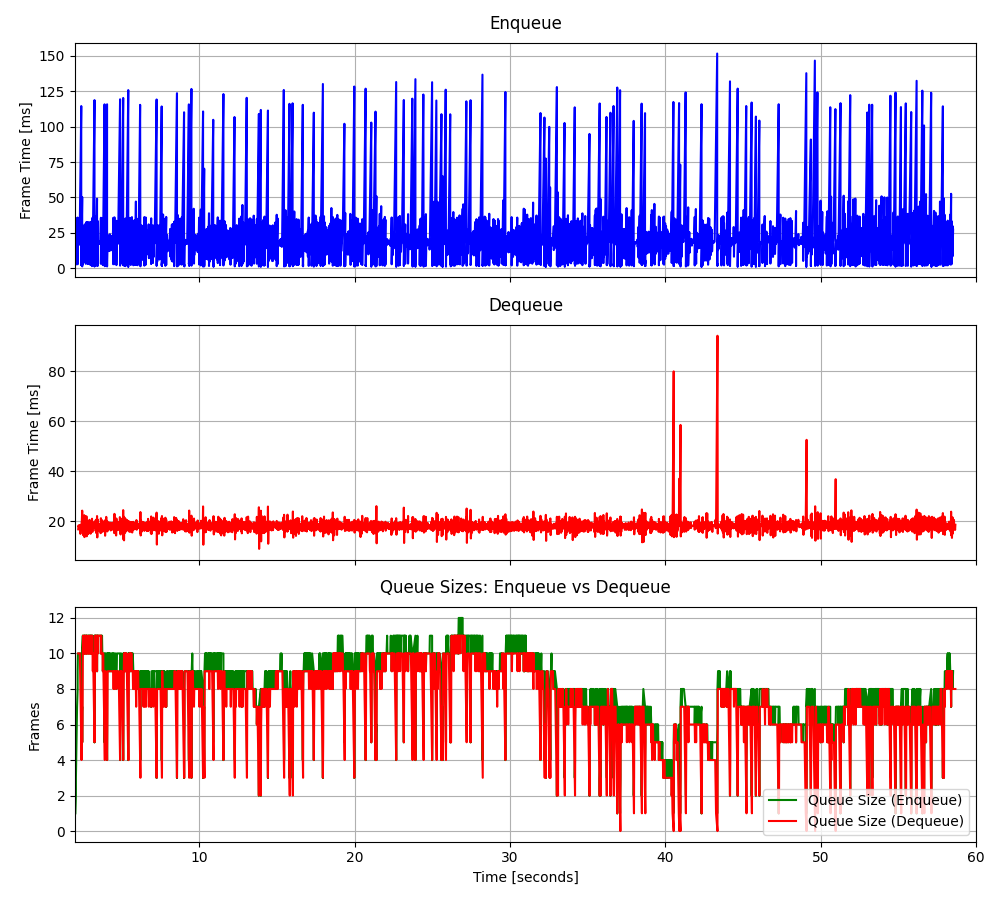 Enqueue
Frame Time [ms]
150
125
100
75
50
25
0
Dequeue
Frame Time [ms]
80
60
40
20
Queue Sizes: Enqueue vs Dequeue
Frames
12
10
8
6
4
2
0
Queue Size (Enqueue)
Queue Size (Dequeue)
10 20 30 40 50 60
Time [seconds]